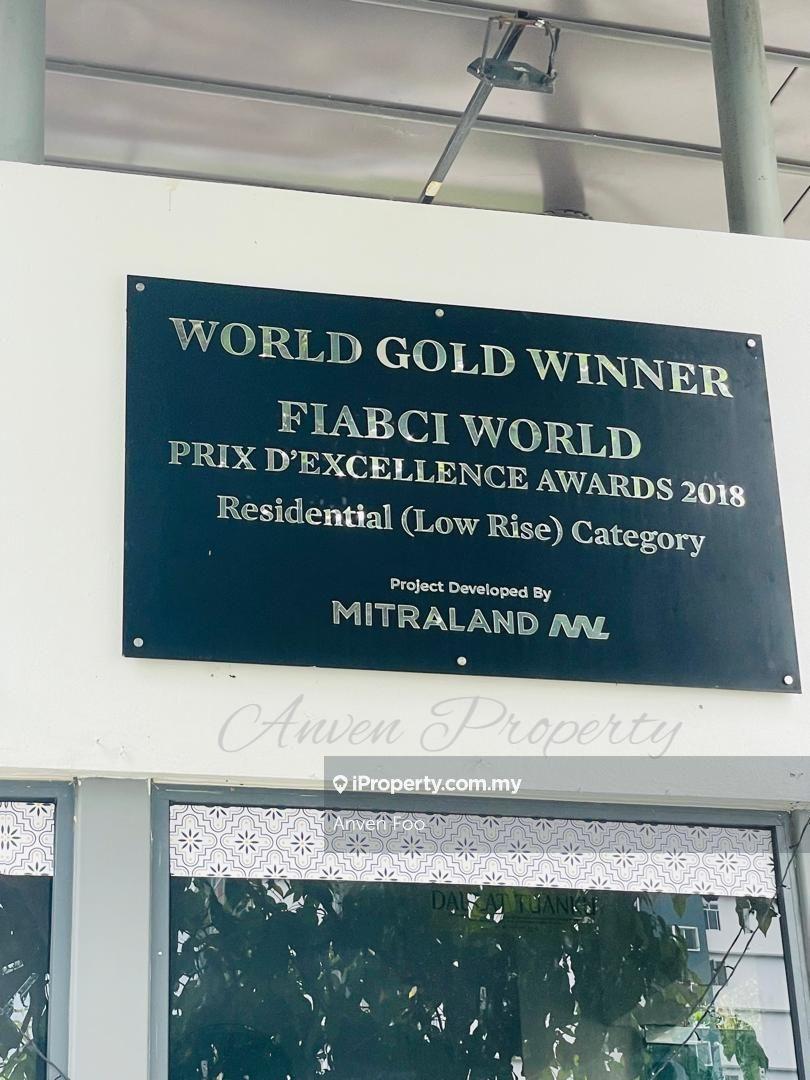 WORLD GOLD WINNER
FIABCI WORLD
PRIX D'EXCELLENCE AWARDS 2018
Residential (Low Rise) Category
Project Developed By
MITRALAND
Anven Property
iProperty.com.my
Anven Foo